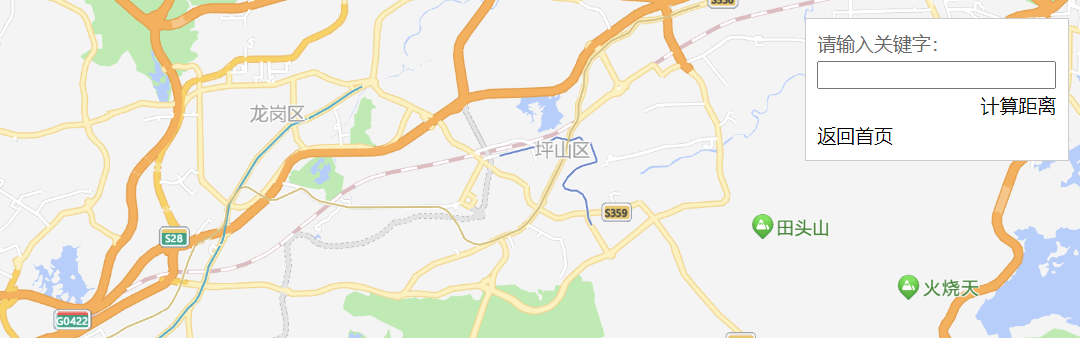 请输入关键字：
计算距离
返回首页
龙岗区
坪山区
S359
田头山
S28
火烧天
G0422